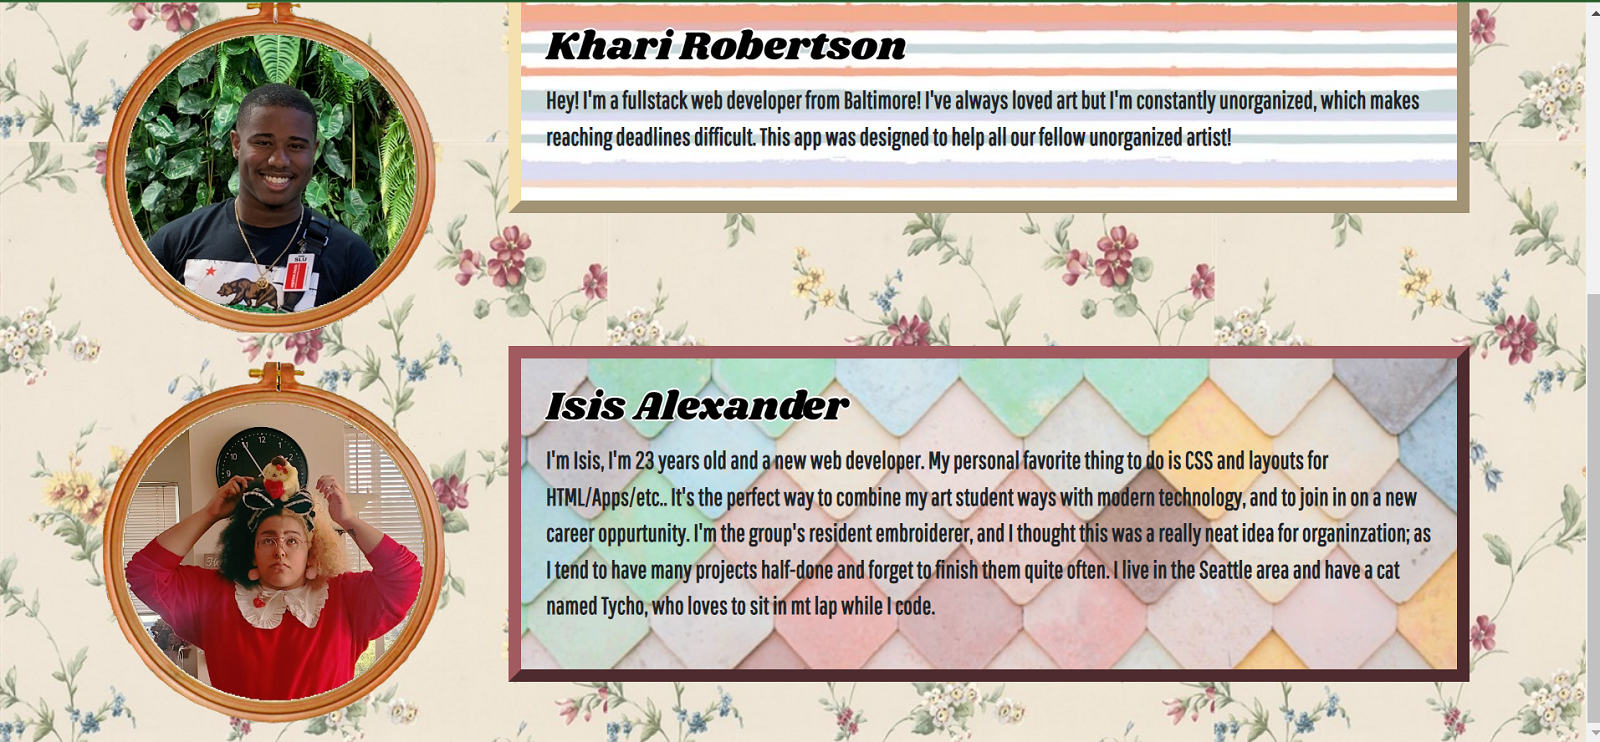 Khari Robertson
Hey! I'm a fullstack web developer from Baltimore! I've always loved art but I'm constantly unorganized, which makes
reaching deadlines difficult. This app was designed to help all our fellow unorganized artist!
Isis Alexander
I'm Isis, I'm 23 years old and a new web developer. My personal favorite thing to do is CSS and layouts for
HTML/Apps/etc.. It's the perfect way to combine my art student ways with modern technology, and to join in on a new
career oppurtunity. I'm the group's resident embroiderer, and I thought this was a really neat idea for organinzation; as
I tend to have many projects half-done and forget to finish them quite often. I live in the Seattle area and have a cat
named Tycho, who loves to sit in mt lap while I code.